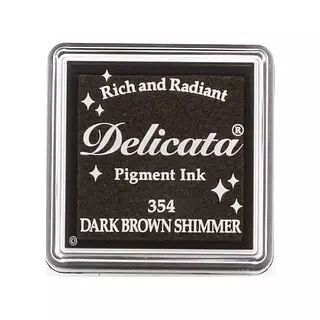 Rich and Radiant
Delicata®
Pigment Ink
354
DARK BROWN SHIMMER
©